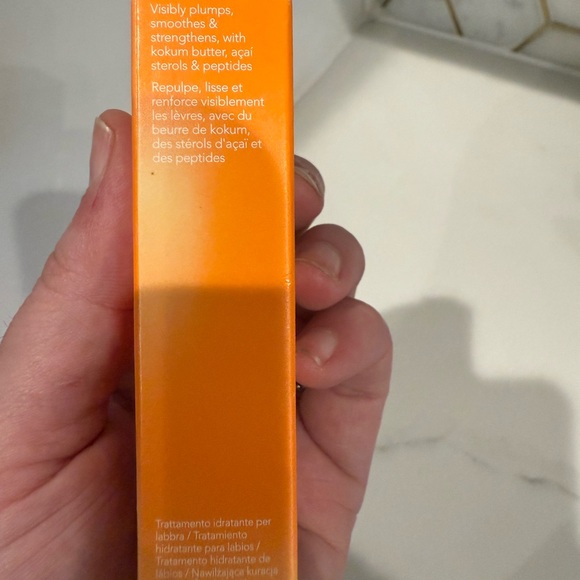 Visibly plumps,
smoothes &
strengthens, with
kokum butter, açaí
sterols & peptides
Repulpe, lisse et
renforce visiblement
les lèvres, avec du
beurre de kokum,
des stérols d'açaï et
des peptides
Trattamento idratante per
labbra / Tratamiento
hidratante para labios /
Tratamento hidratante de
lábios / Nawilżająca kuracja